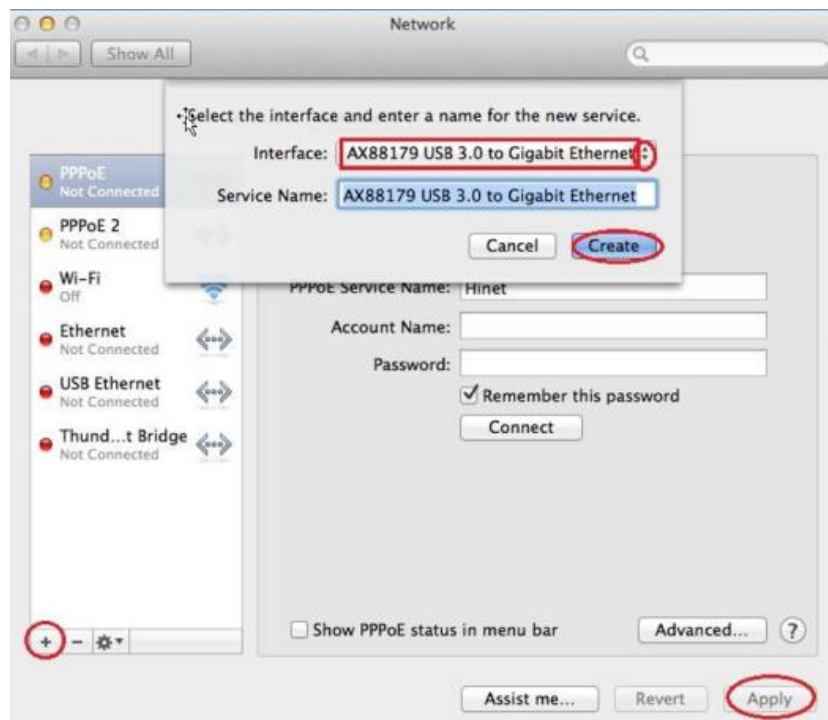 Network
Show All
Select the interface and enter a name for the new service.
Interface: AX88179 USB 3.0 to Gigabit Ethernet
Service Name: AX88179 USB 3.0 to Gigabit Ethernet
Cancel Create
PPPoE
Not Connected
PPPoE 2
Not Connected
Wi-Fi
Off
Ethernet
Not Connected
USB Ethernet
Not Connected
Thund...t Bridge
Not Connected
PPPoE Service Name: Hinet
Account Name:
Password:
Remember this password
Connect
Show PPPoE status in menu bar
Advanced... ?
+ -
Assist me... Revert Apply